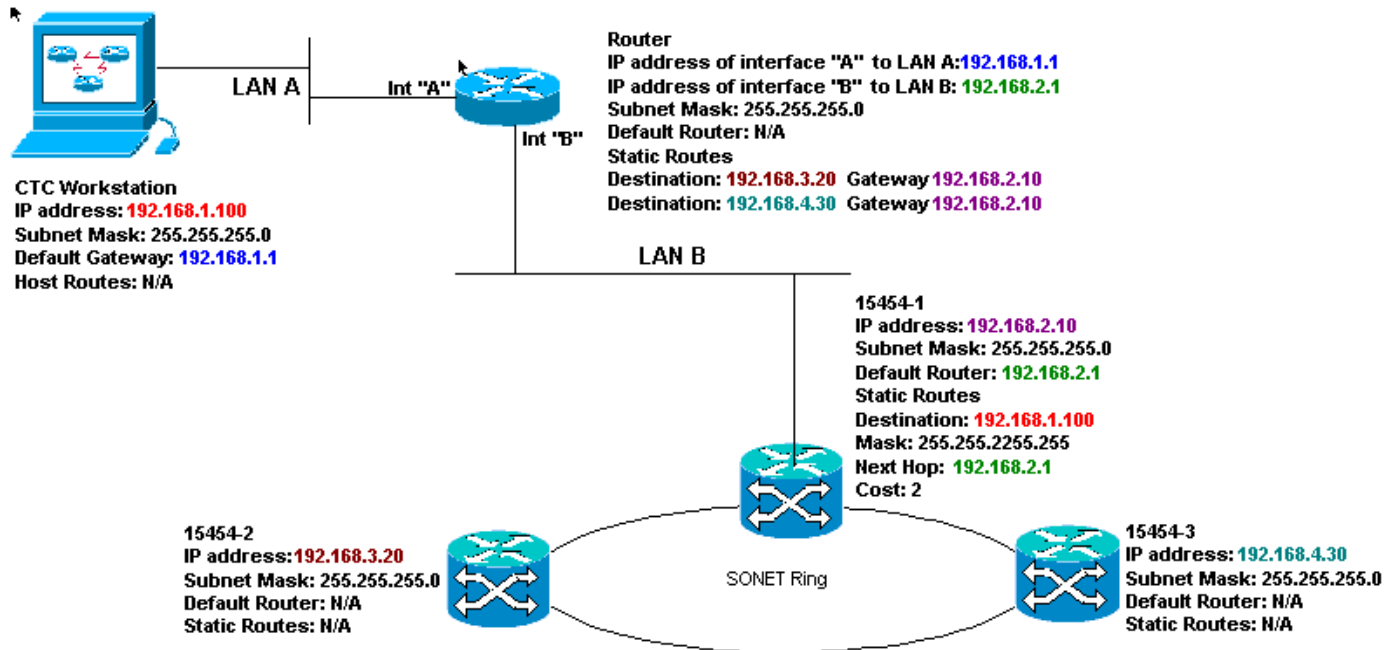 LAN A
Int "A"
Int "B"
Router
IP address of interface "A" to LAN A:192.168.1.1
IP address of interface "B" to LAN B: 192.168.2.1
Subnet Mask: 255.255.255.0
Default Router: N/A
Static Routes
Destination: 192.168.3.20 Gateway 192.168.2.10
Destination: 192.168.4.30 Gateway 192.168.2.10
CTC Workstation
IP address: 192.168.1.100
Subnet Mask: 255.255.255.0
Default Gateway: 192.168.1.1
Host Routes: N/A
LAN B
15454-1
IP address: 192.168.2.10
Subnet Mask: 255.255.255.0
Default Router: 192.168.2.1
Static Routes
Destination: 192.168.1.100
Mask: 255.255.2255.255
Next Hop: 192.168.2.1
Cost: 2
15454-2
IP address:192.168.3.20
Subnet Mask: 255.255.255.0
Default Router: N/A
Static Routes: N/A
SONET Ring
15454-3
IP address: 192.168.4.30
Subnet Mask: 255.255.255.0
Default Router: N/A
Static Routes: N/A